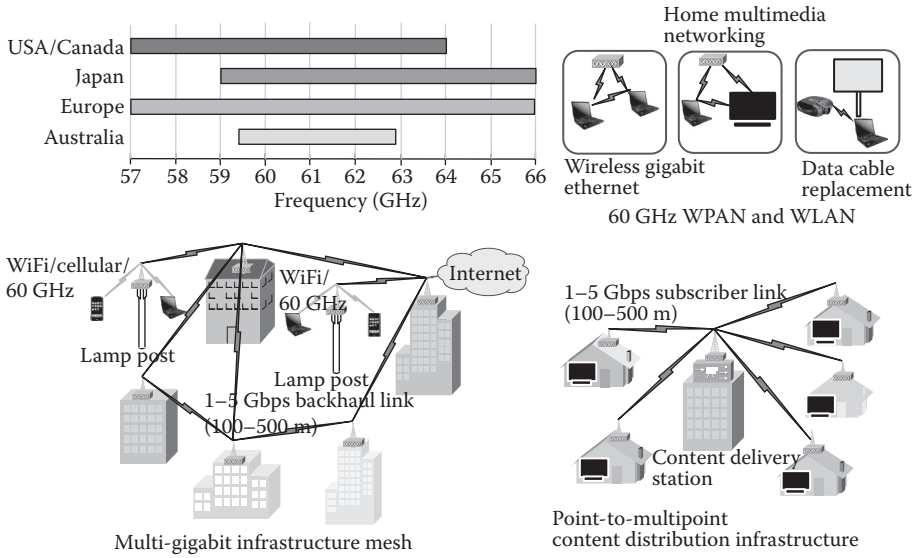 USA/Canada
Japan
Europe
Australia
57 58 59 60 61 62 63 64 65 66
Frequency (GHz)
Home multimedia
networking
Wireless gigabit
ethernet
Data cable
replacement
60 GHz WPAN and WLAN
WiFi/cellular/
60 GHz
Lamp post
WiFi/
60 GHz
Lamp post
Internet
1–5 Gbps backhaul link
(100–500 m)
Multi-gigabit infrastructure mesh
1–5 Gbps subscriber link
(100–500 m)
Content delivery
station
Point-to-multipoint
content distribution infrastructure